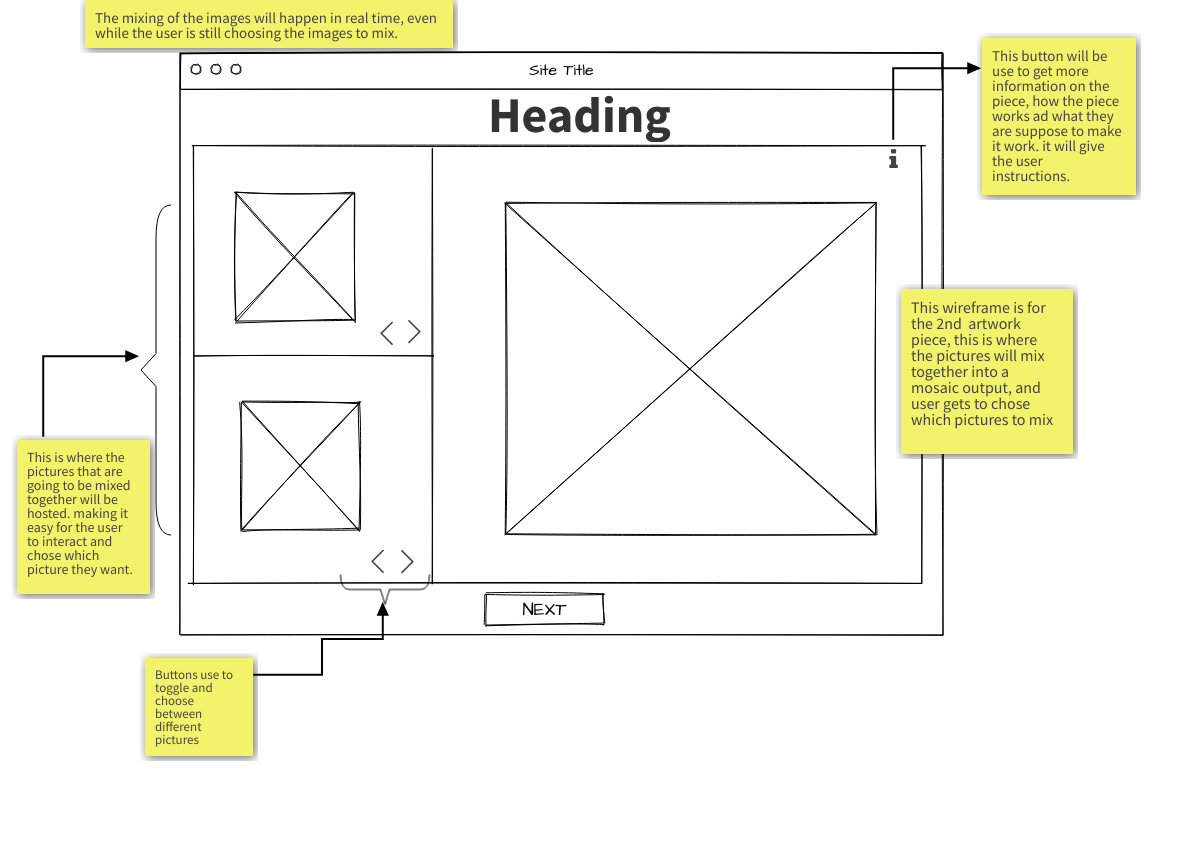 The mixing of the images will happen in real time, even
while the user is still choosing the images to mix.
Site Title
Heading
i
This button will be
use to get more
information on the
piece, how the piece
works ad what they
are suppose to make
it work. it will give
the user
instructions.
This wireframe is for
the 2nd  artwork
piece, this is where
the pictures will mix
together into a
mosaic output, and
user gets to chose
which pictures to mix
This is where the
pictures that are
going to be mixed
together will be
hosted. making it
easy for the user
to interact and
chose which
picture they want.
NEXT
Buttons use to
toggle and
choose
between
different
pictures